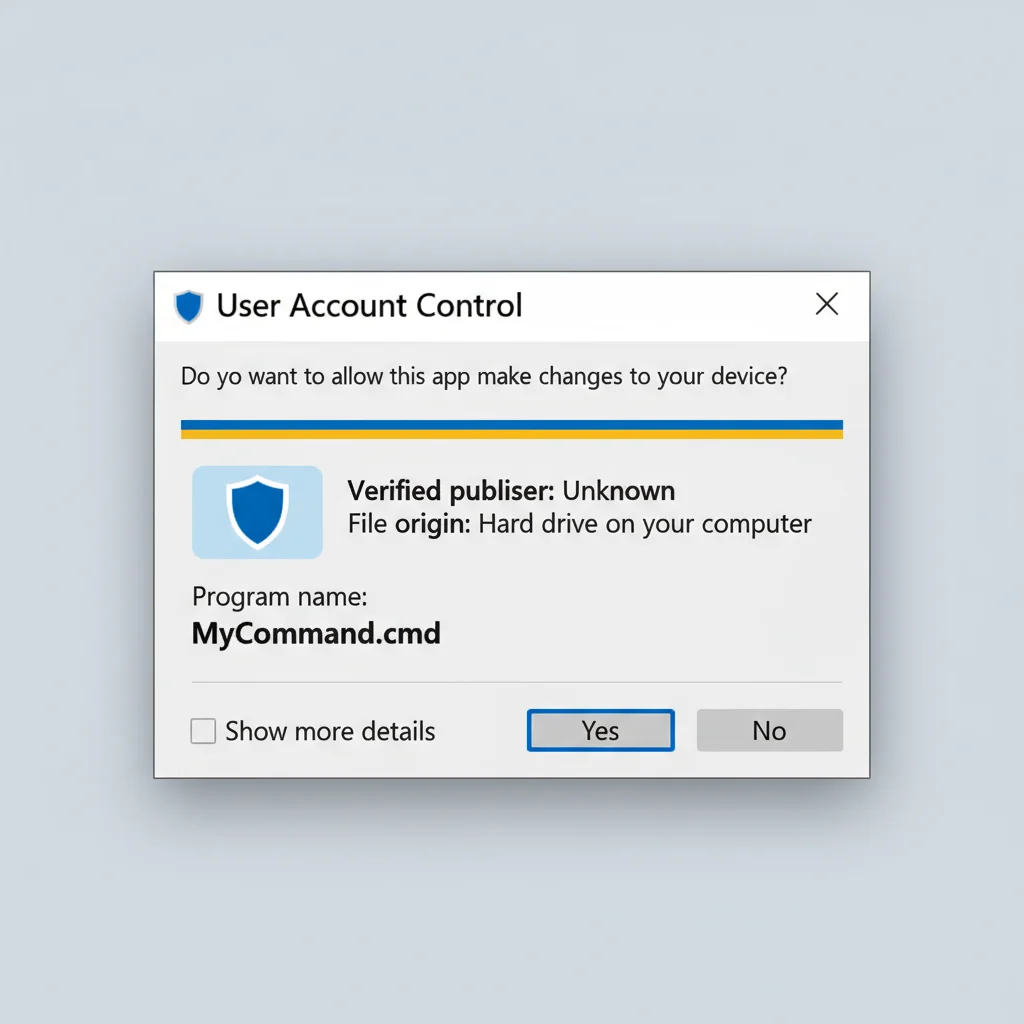 User Account Control
Do yo want to allow this app make changes to your device?
Verified publiser: Unknown
File origin: Hard drive on your computer
Program name:
MyCommand.cmd
Show more details
Yes
No